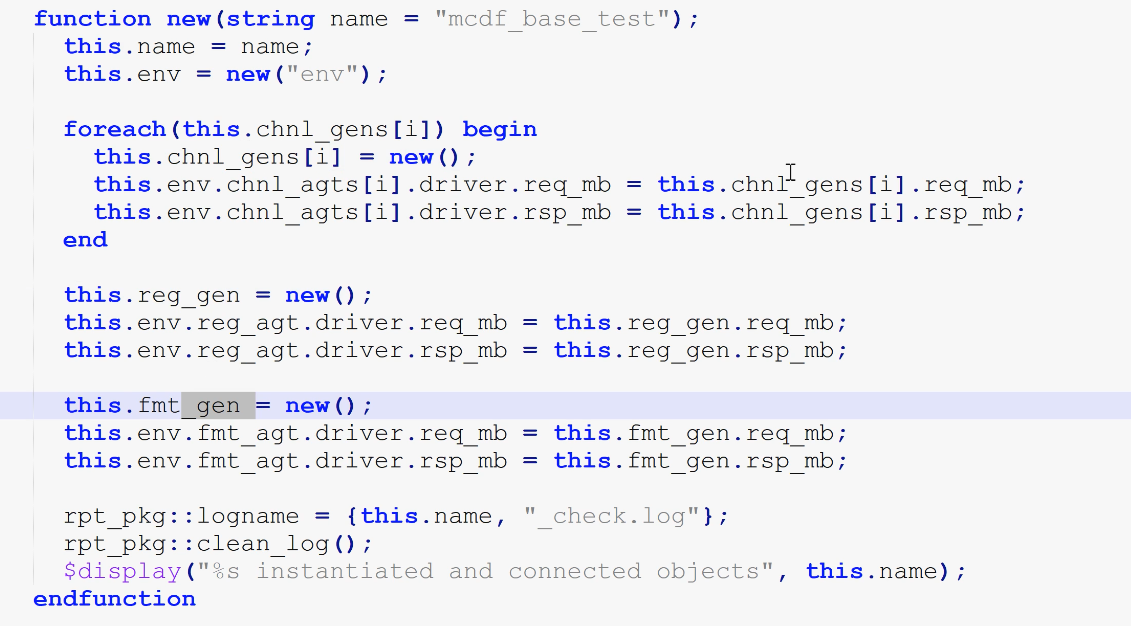 function new(string name = "mcdf_base_test");
this.name = name;
this.env = new("env");
foreach(this.chnl_gens[i]) begin
this.chnl_gens[i] = new();
this.env.chnl_agts[i].driver.req_mb = this.chnl_gens[i].req_mb;
this.env.chnl_agts[i].driver.rsp_mb = this.chnl_gens[i].rsp_mb;
end
this.reg_gen = new();
this.env.reg_agt.driver.req_mb = this.reg_gen.req_mb;
this.env.reg_agt.driver.rsp_mb = this.reg_gen.rsp_mb;
this.fmt_gen = new();
this.env.fmt_agt.driver.req_mb = this.fmt_gen.req_mb;
this.env.fmt_agt.driver.rsp_mb = this.fmt_gen.rsp_mb;
rpt_pkg::logname = {this.name, "_check.log"};
rpt_pkg::clean_log();
$display("%s instantiated and connected objects", this.name);
endfunction